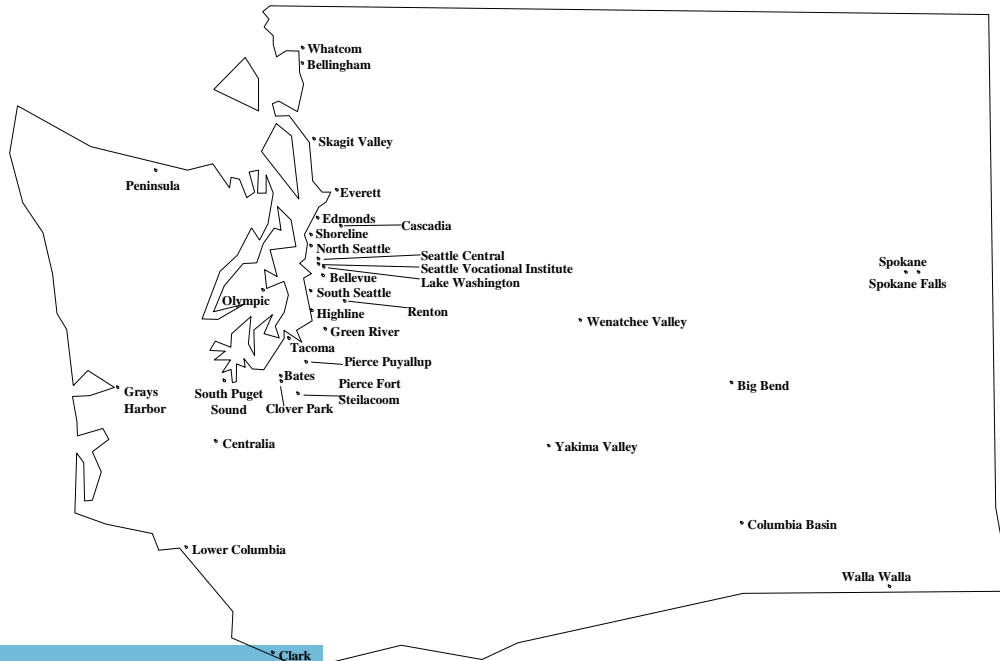 Whatcom
Bellingham
Skagit Valley
Peninsula
Everett
Edmonds
Cascadia
Shoreline
North Seattle
Seattle Central
Seattle Vocational Institute
Lake Washington
Bellevue
Spokane
Spokane Falls
South Seattle
Olympic
Renton
Highline
Wenatchee Valley
Green River
Tacoma
Pierce Puyallup
Bates
Pierce Fort
Steilacoom
Big Bend
Grays
Harbor
South Puget
Sound
Clover Park
Centralia
Yakima Valley
Columbia Basin
Lower Columbia
Walla Walla
Clark